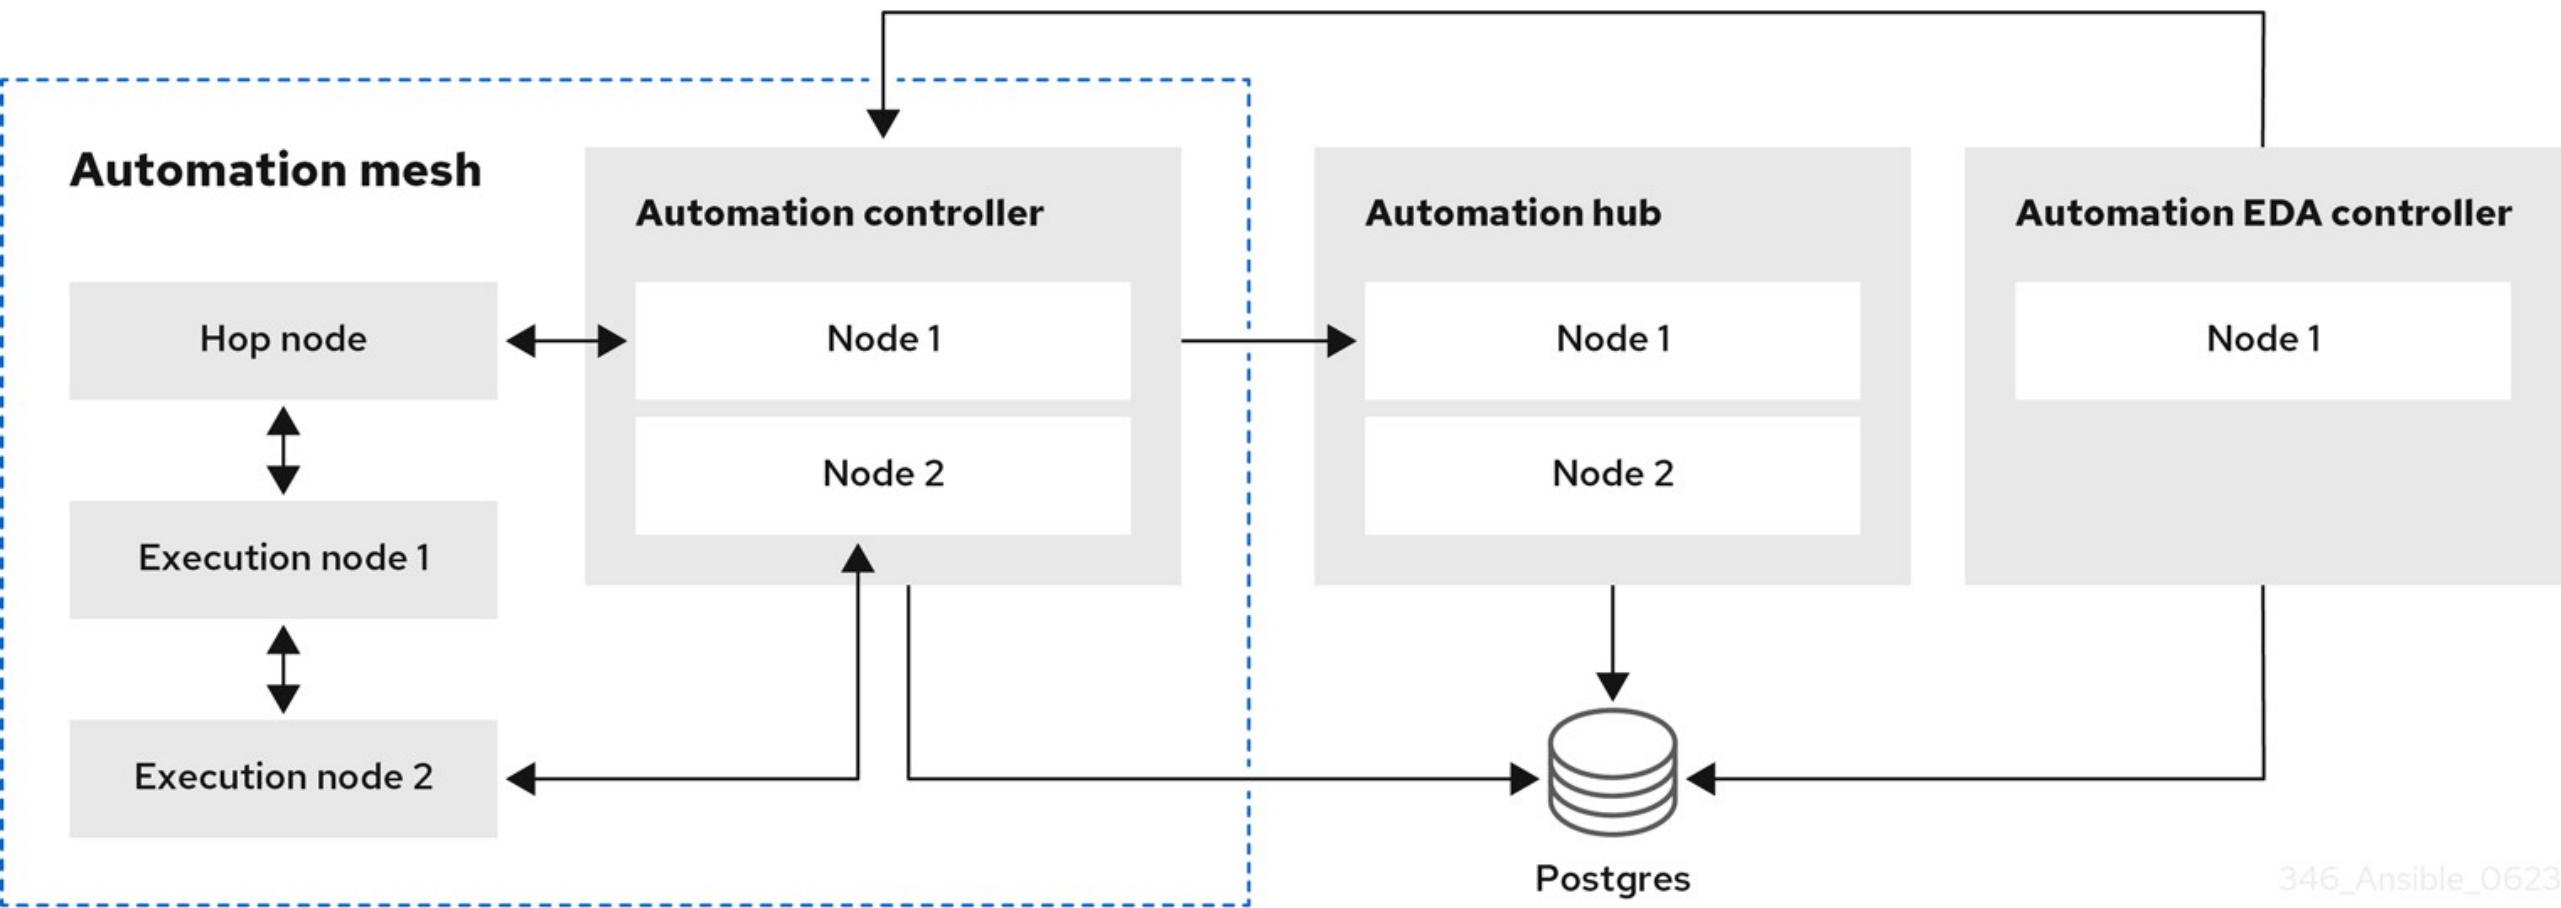 Automation mesh
Automation controller
Automation hub
Automation EDA controller
Hop node
Node 1
Node 1
Node 1
Node 2
Node 2
Execution node 1
Execution node 2
Postgres
346_Ansible_0623